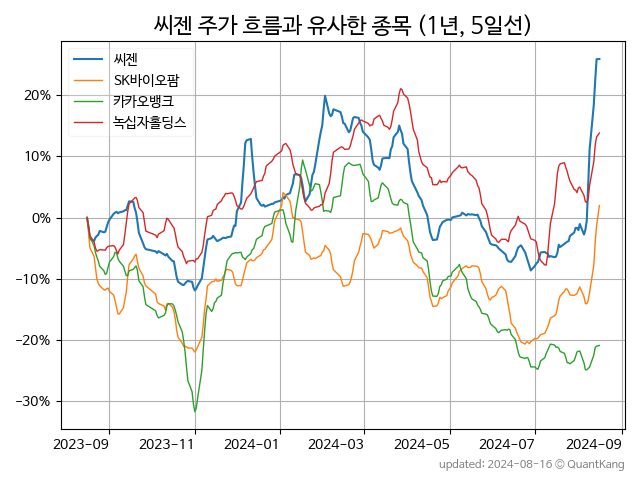 씨젠 주가 흐름과 유사한 종목 (1년, 5일선)
씨젠
SK바이오팜
카카오뱅크
녹십자홀딩스
20%
10%
0%
−10%
−20%
−30%
2023-09 2023-11 2024-01 2024-03 2024-05 2024-07 2024-09
updated: 2024-08-16 © QuantKang